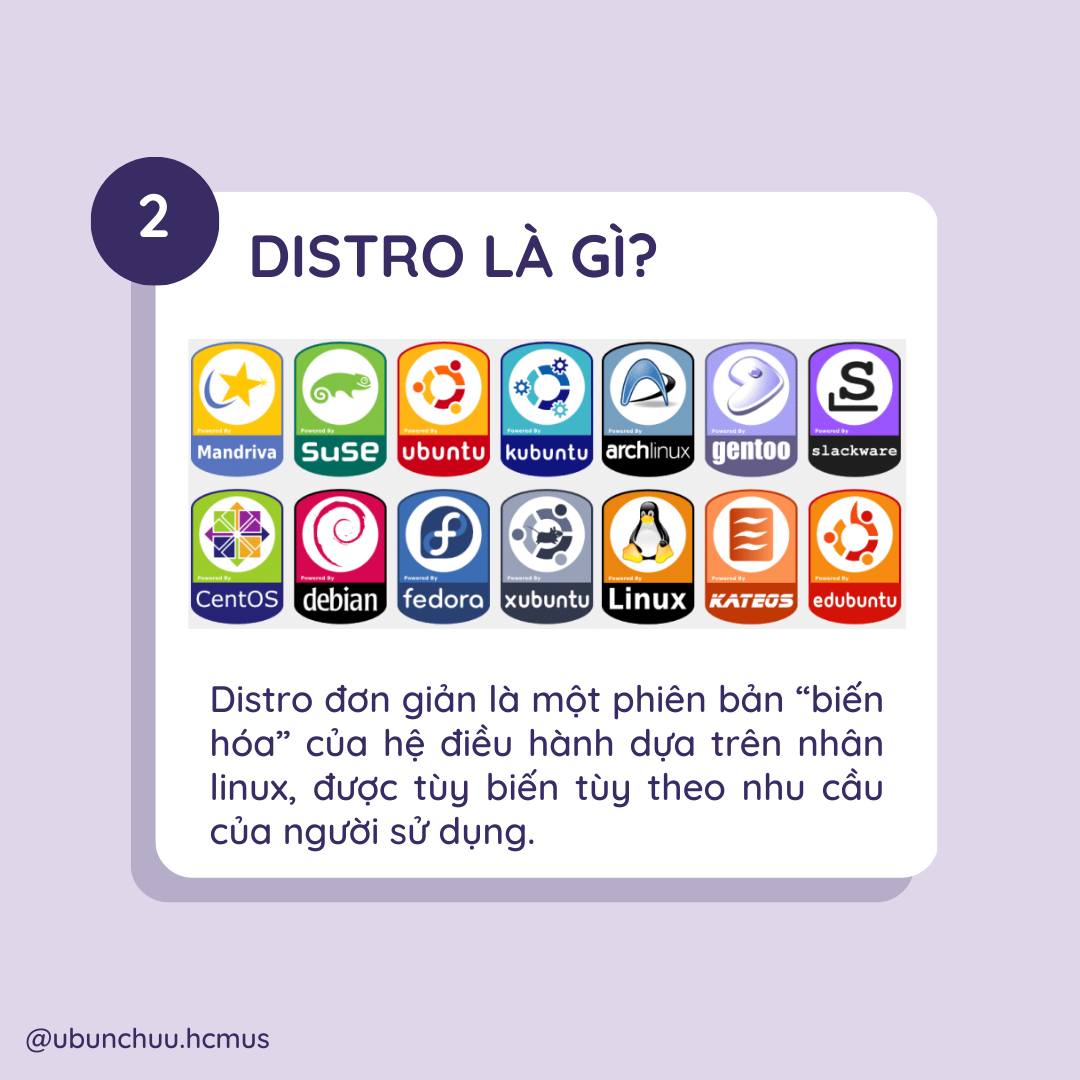 2
DISTRO LÀ GÌ?
Powered By Powered By Powered By Powered By Powered By Powered By Powered By
Mandriva SuSe ubuntu kubuntu archlinux gentoo slackware
Powered By Powered By Powered By Powered By Powered By Powered By Powered By
CentOS debian fedora xubuntu Linux KATEOS edubuntu
Distro đơn giản là một phiên bản “biến
hóa” của hệ điều hành dựa trên nhân
linux, được tùy biến tùy theo nhu cầu
của người sử dụng.
@ubunchuu.hcmus